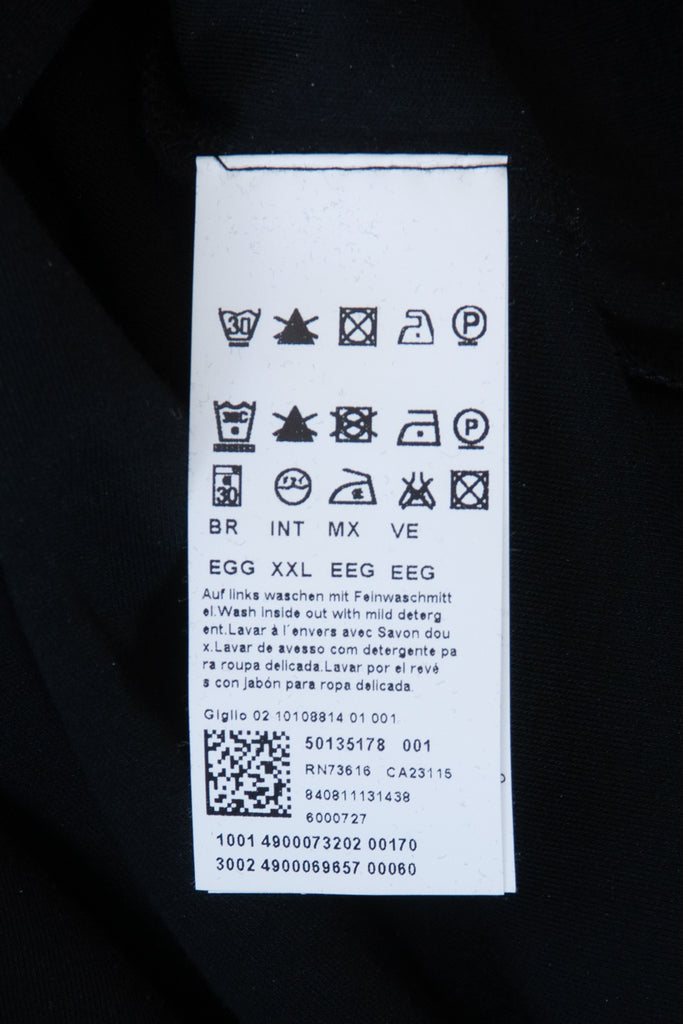 30
P
30C
P
30
BR INT MX VE
EGG XXL EEG EEG
Auf links waschen mit Feinwaschmitt
el.Wash inside out with mild deterg
ent.Lavar à l´envers avec Savon dou
x.Lavar de avesso com detergente pa
ra roupa delicada.Lavar por el revé
s con jabón para ropa delicada.
Giglio 02 10108814 01 001
50135178 001
RN73616 CA23115
840811131438
6000727
1001 4900073202 00170
3002 4900069657 00060